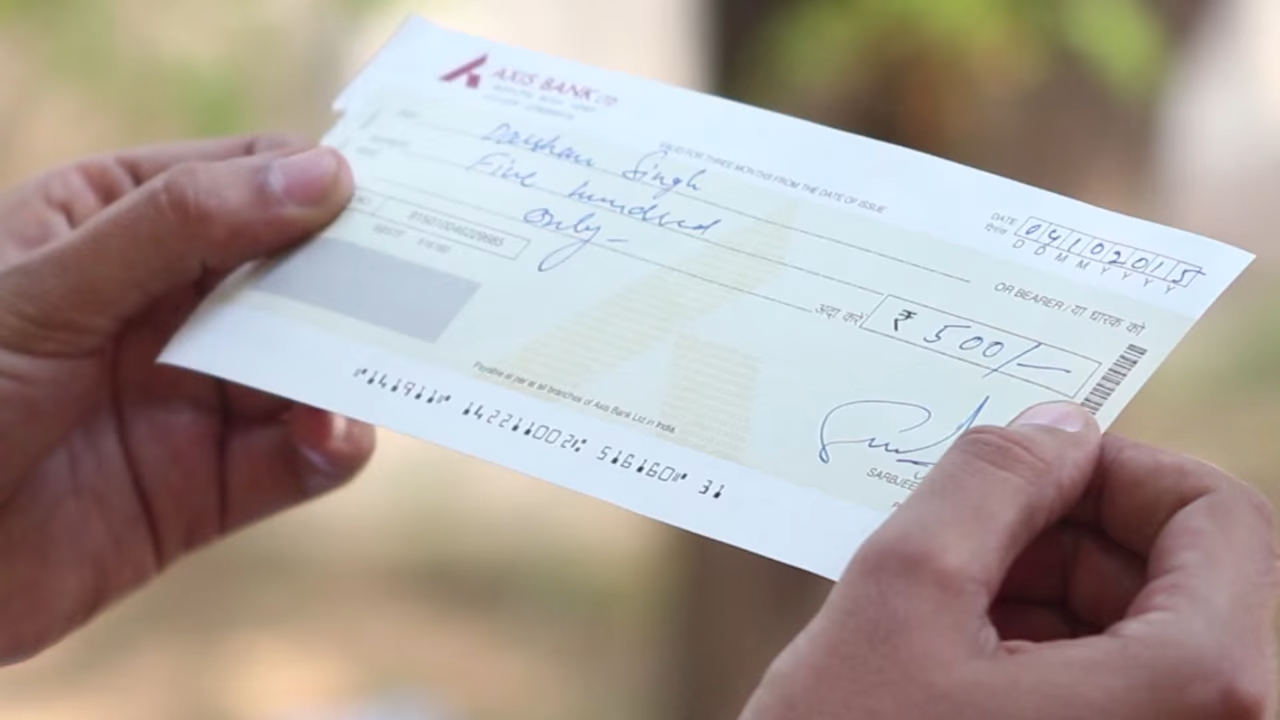 AXIS BANK LTD
VALID FOR THREE MONTHS FROM THE DATE OF ISSUE
DATE 04102015
दिनांक D D M M Y Y Y Y
Darshan Singh
OR BEARER / या धारक को
Five hundred
Only-
अदा करें ₹ 500/-
Payable at par at all branches of Axis Bank Ltd in India
SARBJEE
⑈141911⑈ 142211002⑆ 516160⑈ 31